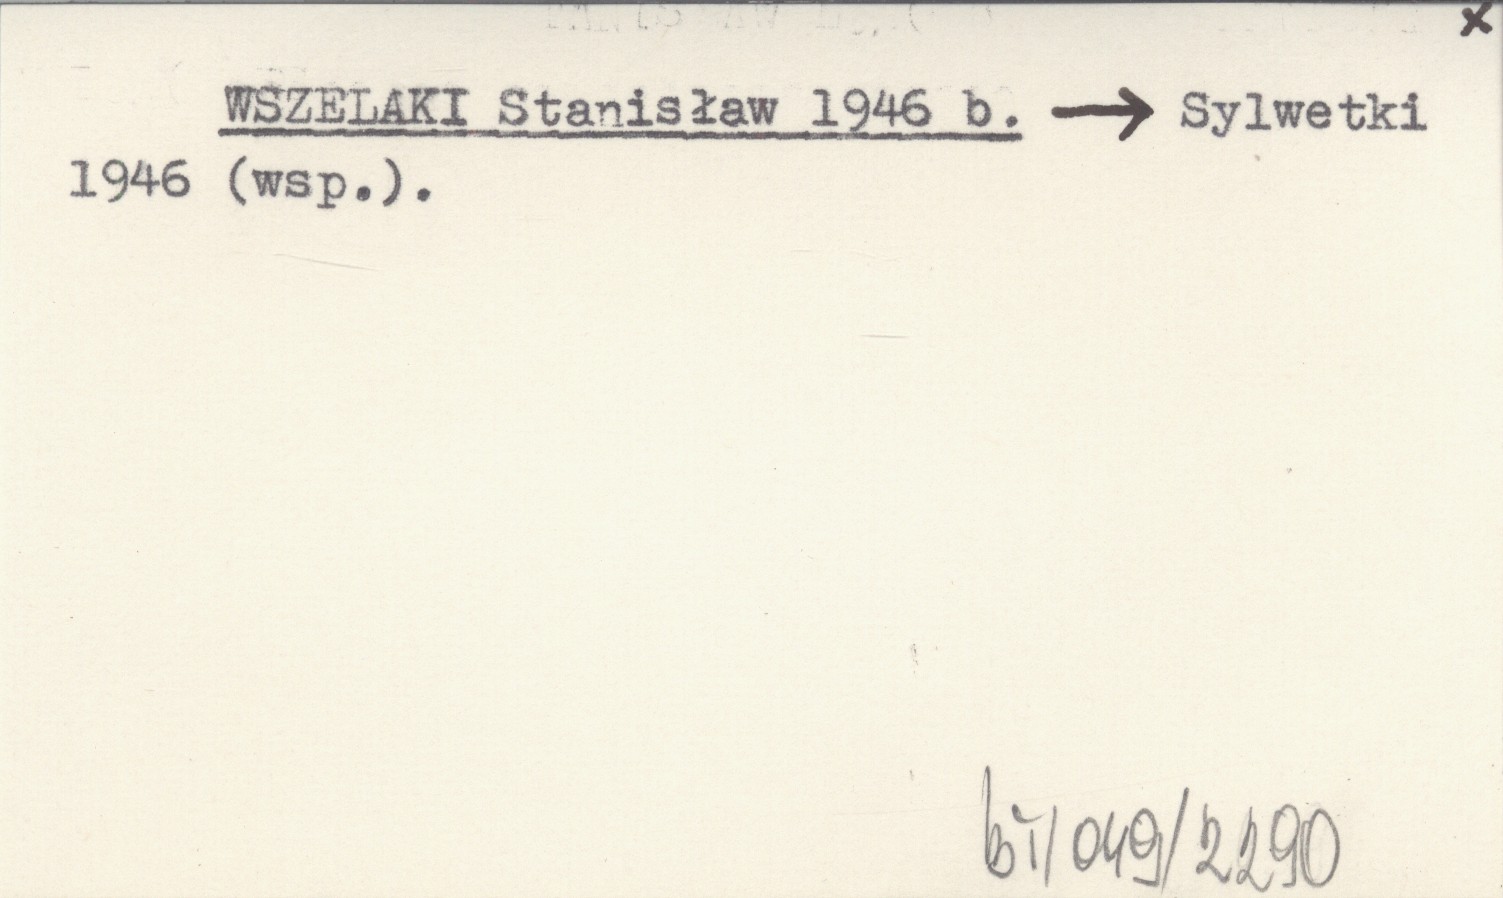 x
WSZELAKI Stanisław 1946 b. → Sylwetki
1946 (wsp.).
bi/049/2290